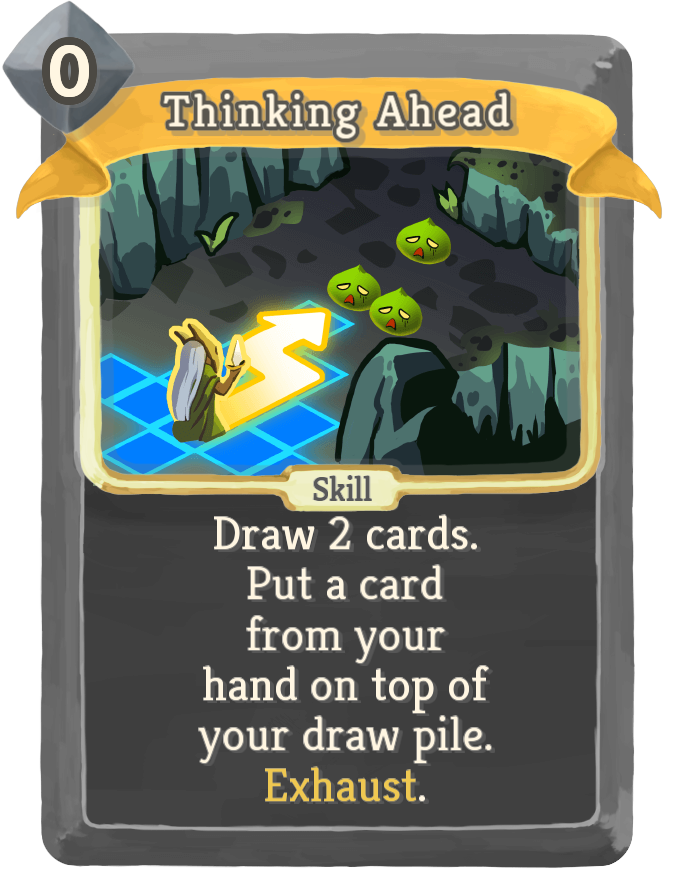 0
Thinking Ahead
Skill
Draw 2 cards.
Put a card
from your
hand on top of
your draw pile.
Exhaust.